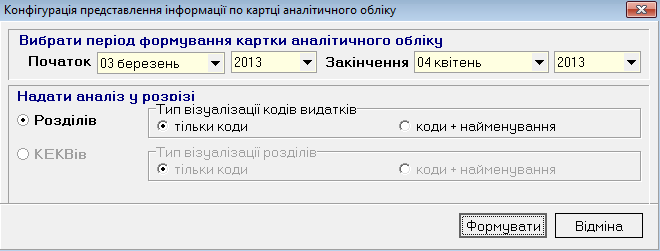 Конфігурація представлення інформації по картці аналітичного обліку
Вибрати період формування картки аналітичного обліку
Початок 03 березень 2013 Закінчення 04 квітень 2013
Надати аналіз у розрізі
Розділів
Тип візуалізації кодів видатків
тільки коди коди + найменування
КЕКВів
Тип візуалізації розділів
тільки коди коди + найменування
Формувати Відміна